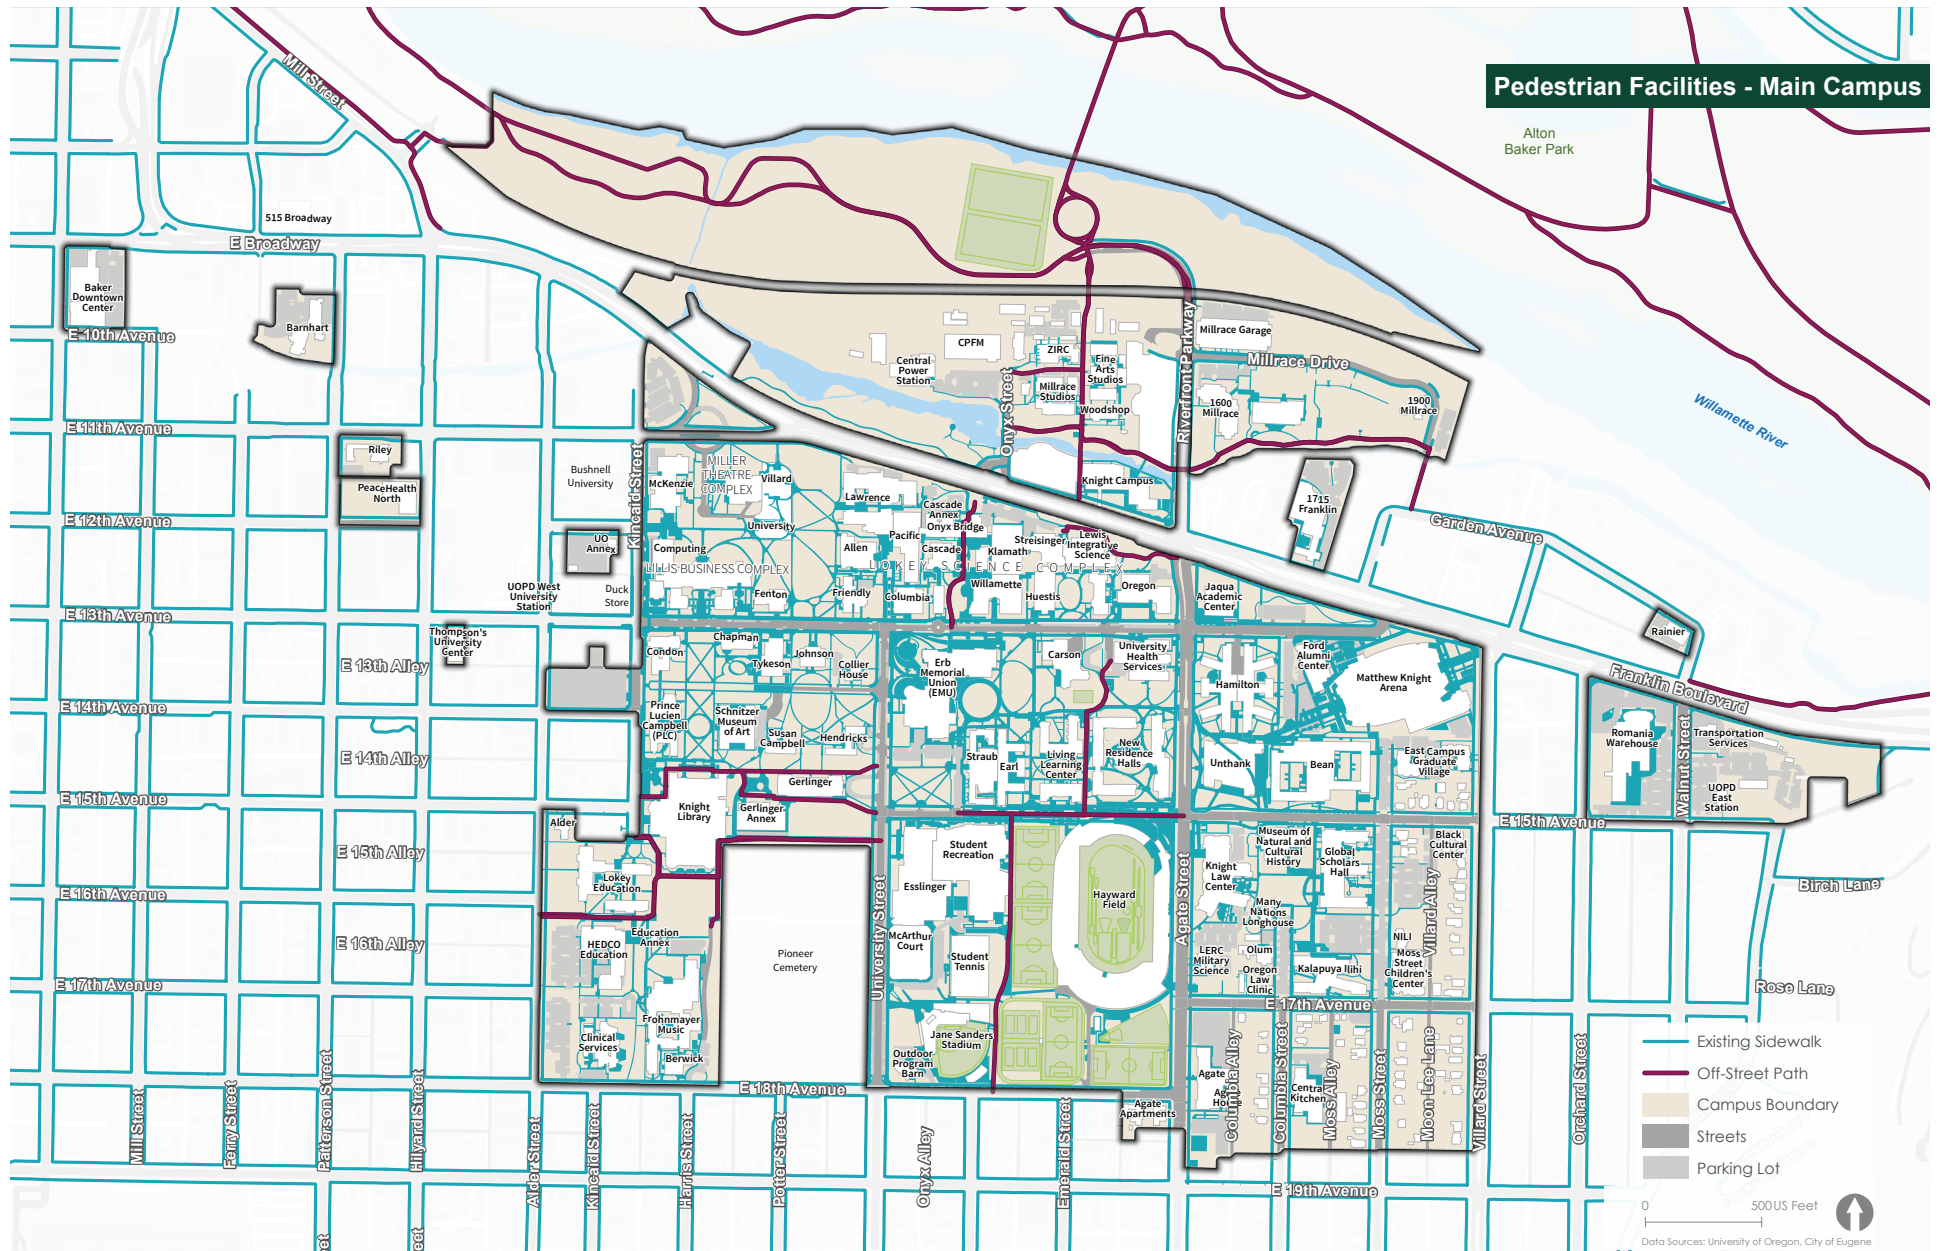 Pedestrian Facilities - Main Campus
Alton
Baker Park
Mill Street
515 Broadway
E Broadway
Baker
Downtown
Center
Barnhart
E 10th Avenue
Millrace Garage
CPFM
ZIRC
Central
Power
Station
Fine
Arts
Studios
Millrace Drive
Millrace
Studios
Woodshop
Onyx Street
Riverfront Parkway
1600
Millrace
1900
Millrace
Willamette River
E 11th Avenue
Riley
PeaceHealth
North
Bushnell
University
Kincaid Street
MILLER
THEATRE
COMPLEX
McKenzie
Villard
University
Lawrence
Cascade
Annex
Onyx Bridge
Knight Campus
1715
Franklin
Garden Avenue
E 12th Avenue
UO
Annex
Computing
LILLIS BUSINESS COMPLEX
Allen
Pacific
Cascade
Klamath
Streisinger
Lewis
Integrative
Science
LOKEY SCIENCE COMPLEX
UOPD West
University
Station
Duck
Store
Fenton
Friendly
Columbia
Willamette
Huestis
Oregon
Jaqua
Academic
Center
E 13th Avenue
Thompson's
University
Center
E 13th Alley
Condon
Chapman
Tykeson
Johnson
Collier
House
Erb
Memorial
Union
(EMU)
Carson
University
Health
Services
Hamilton
Ford
Alumni
Center
Matthew Knight
Arena
Rainier
Franklin Boulevard
E 14th Avenue
Prince
Lucien
Campbell
(PLC)
Schnitzer
Museum
of Art
Susan
Campbell
Hendricks
Straub
Earl
Living
Learning
Center
New
Residence
Halls
Unthank
Bean
East Campus
Graduate
Village
Romania
Warehouse
Walnut Street
Transportation
Services
UOPD
East
Station
E 14th Alley
Gerlinger
Gerlinger
Annex
Knight
Library
E 15th Avenue
E 15th Avenue
Alder
E 15th Alley
Lokey
Education
Student
Recreation
Esslinger
Hayward
Field
Agate Street
University Street
Museum of
Natural and
Cultural
History
Knight
Law
Center
Global
Scholars
Hall
Black
Cultural
Center
Villard Alley
Birch Lane
E 16th Avenue
Many
Nations
Longhouse
E 16th Alley
HEDCO
Education
Education
Annex
Pioneer
Cemetery
McArthur
Court
Student
Tennis
LERC
Military
Science
Olum
Oregon
Law
Clinic
Kalapuya Ilihi
NILI
Moss
Street
Children's
Center
E 17th Avenue
E 17th Avenue
Rose Lane
Clinical
Services
Frohnmayer
Music
Berwick
Jane Sanders
Stadium
Outdoor
Program
Barn
E 18th Avenue
Agate
Apartments
Agate
Central
Kitchen
Mill Street
Ferry Street
Patterson Street
Hilyard Street
Alder Street
Kincaid Street
Harris Street
Potter Street
Onyx Alley
Emerald Street
Columbia Alley
Columbia Street
Moss Alley
Moss Street
Moon Lee Lane
Villard Street
Orchard Street
E 19th Avenue
Existing Sidewalk
Off-Street Path
Campus Boundary
Streets
Parking Lot
0 500 US Feet
Data Sources: University of Oregon, City of Eugene